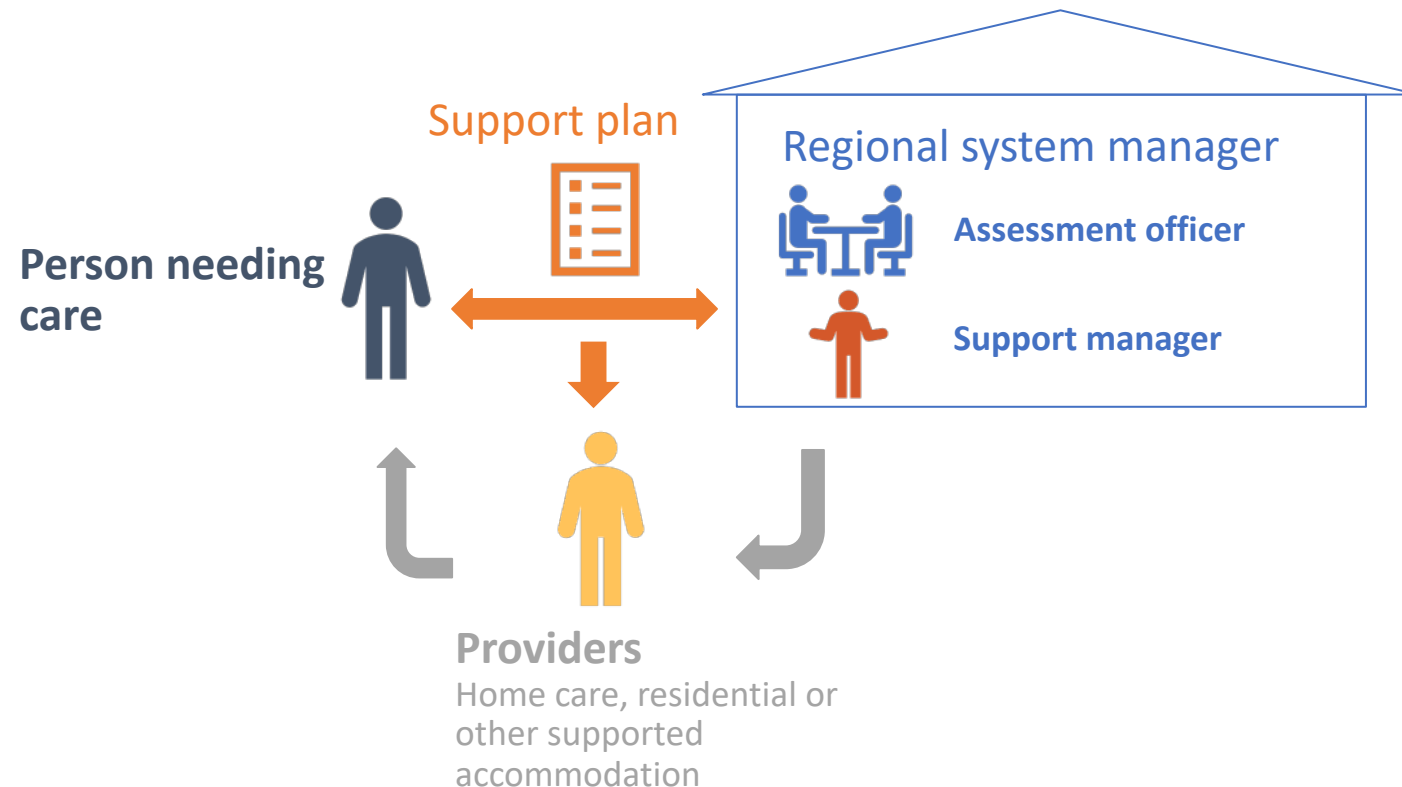 Support plan
Regional system manager
Assessment officer
Person needing
care
Support manager
Providers
Home care, residential or
other supported
accommodation